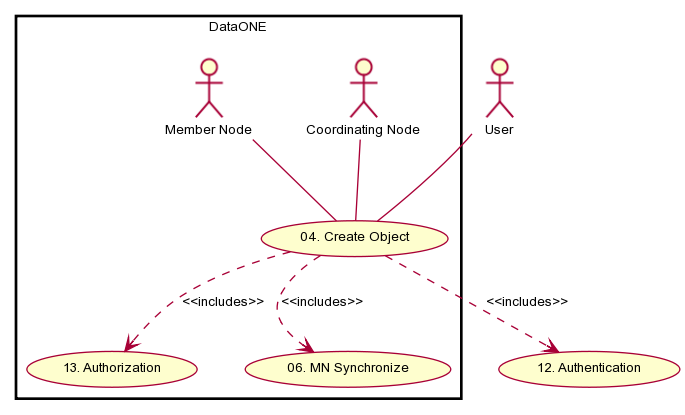 DataONE
Member Node
Coordinating Node
User
04. Create Object
<<includes>>
<<includes>>
<<includes>>
13. Authorization
06. MN Synchronize
12. Authentication